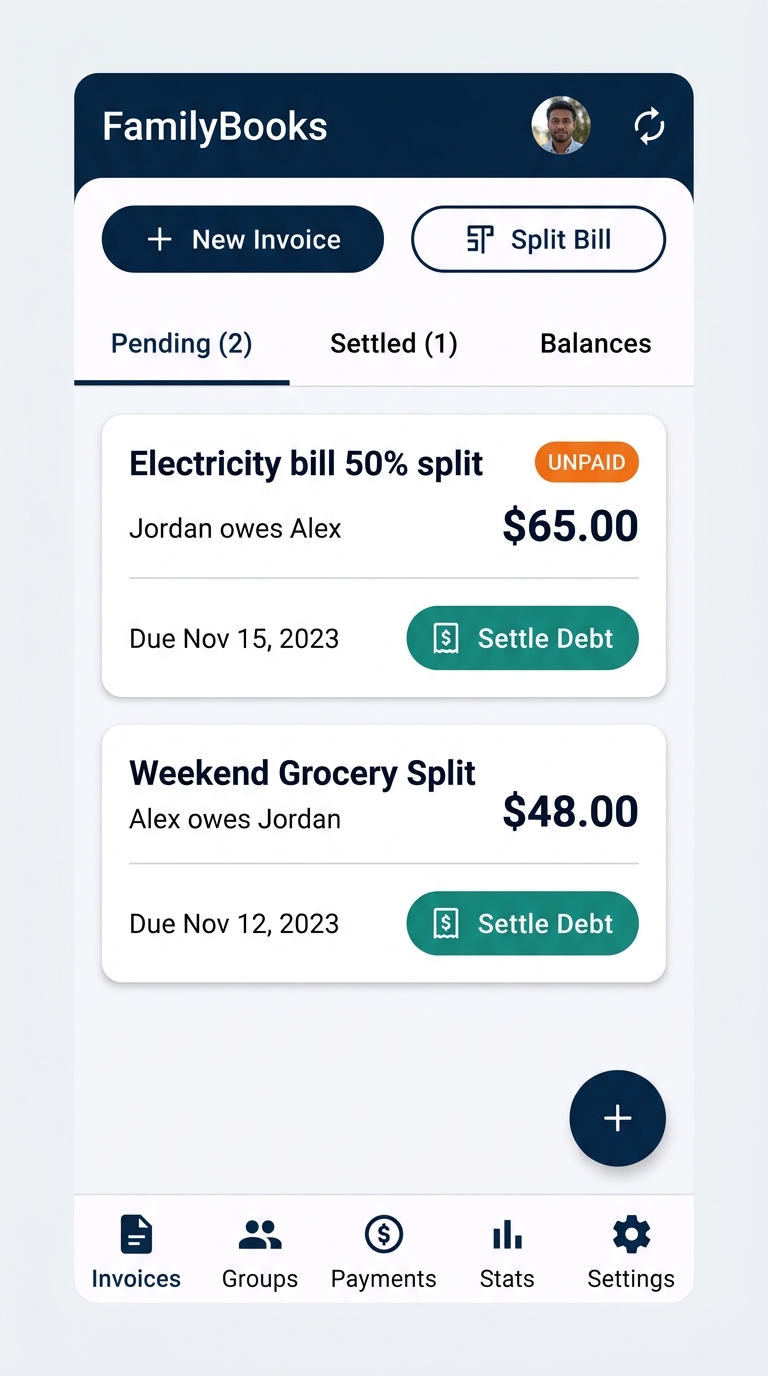 FamilyBooks
New Invoice
Split Bill
Pending (2)
Settled (1)
Balances
Electricity bill 50% split
UNPAID
Jordan owes Alex
$65.00
Due Nov 15, 2023
Settle Debt
Weekend Grocery Split
Alex owes Jordan
$48.00
Due Nov 12, 2023
Settle Debt
Invoices
Groups
Payments
Stats
Settings